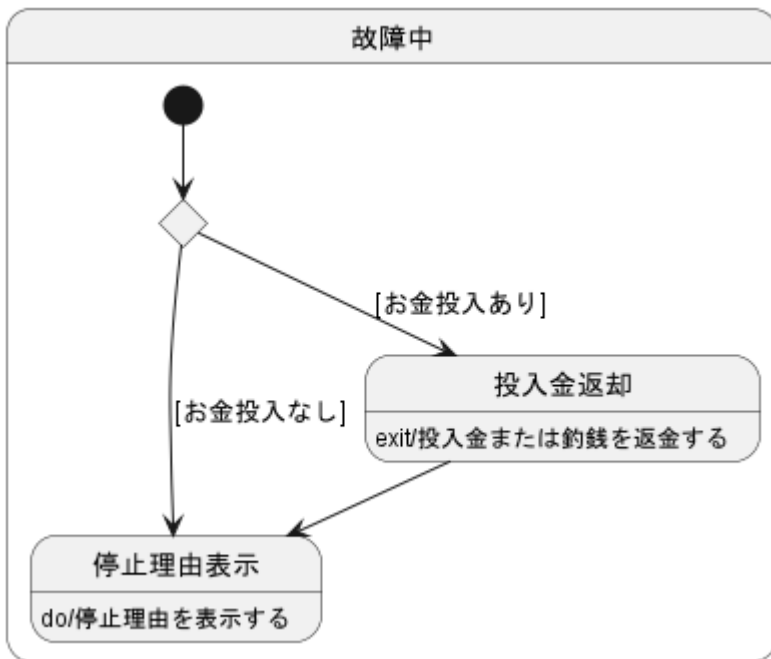 故障中
[お金投入あり]
投入金返却
[お金投入なし]
exit/投入金または釣銭を返金する
停止理由表示
do/停止理由を表示する